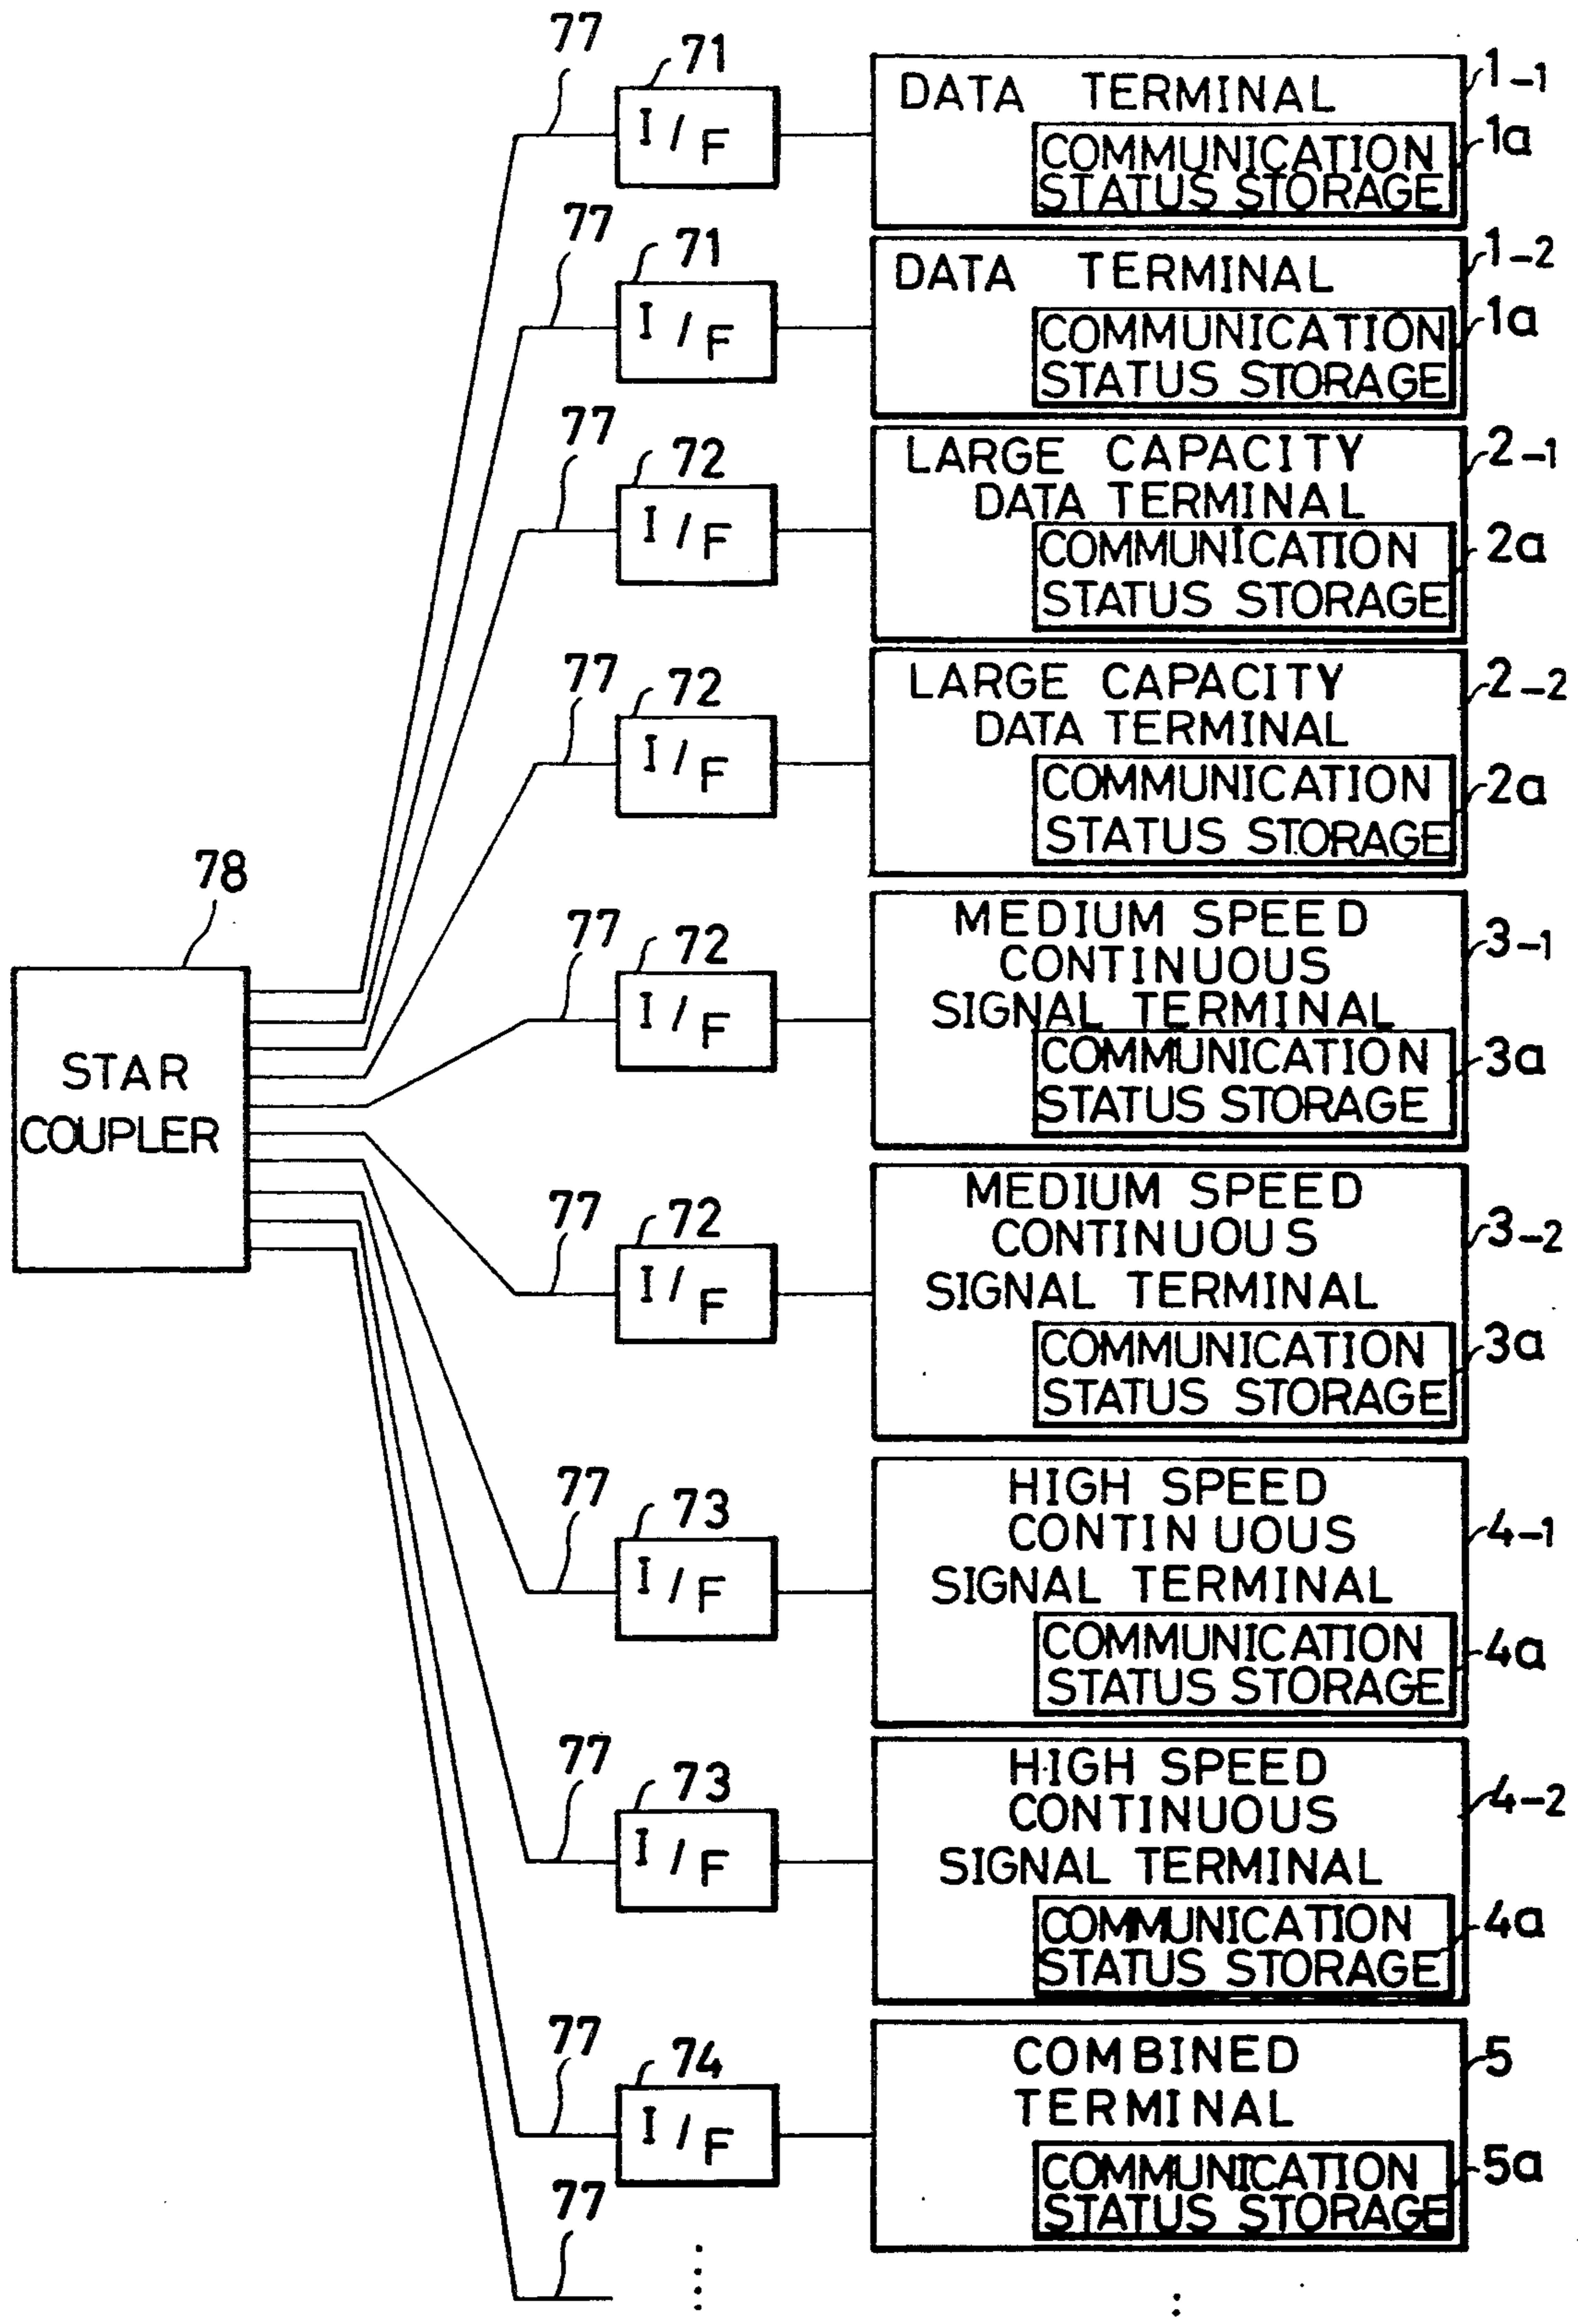 77
71
I/F
DATA TERMINAL
1-1
COMMUNICATION
STATUS STORAGE
1a
77
71
I/F
DATA TERMINAL
1-2
COMMUNICATION
STATUS STORAGE
1a
77
72
I/F
LARGE CAPACITY
DATA TERMINAL
2-1
COMMUNICATION
STATUS STORAGE
2a
77
72
I/F
LARGE CAPACITY
DATA TERMINAL
2-2
COMMUNICATION
STATUS STORAGE
2a
78
STAR
COUPLER
77
72
I/F
MEDIUM SPEED
CONTINUOUS
SIGNAL TERMINAL
3-1
COMMUNICATION
STATUS STORAGE
3a
77
72
I/F
MEDIUM SPEED
CONTINUOUS
SIGNAL TERMINAL
3-2
COMMUNICATION
STATUS STORAGE
3a
77
73
I/F
HIGH SPEED
CONTINUOUS
SIGNAL TERMINAL
4-1
COMMUNICATION
STATUS STORAGE
4a
77
73
I/F
HIGH SPEED
CONTINUOUS
SIGNAL TERMINAL
4-2
COMMUNICATION
STATUS STORAGE
4a
77
74
I/F
COMBINED
TERMINAL
5
COMMUNICATION
STATUS STORAGE
5a
77